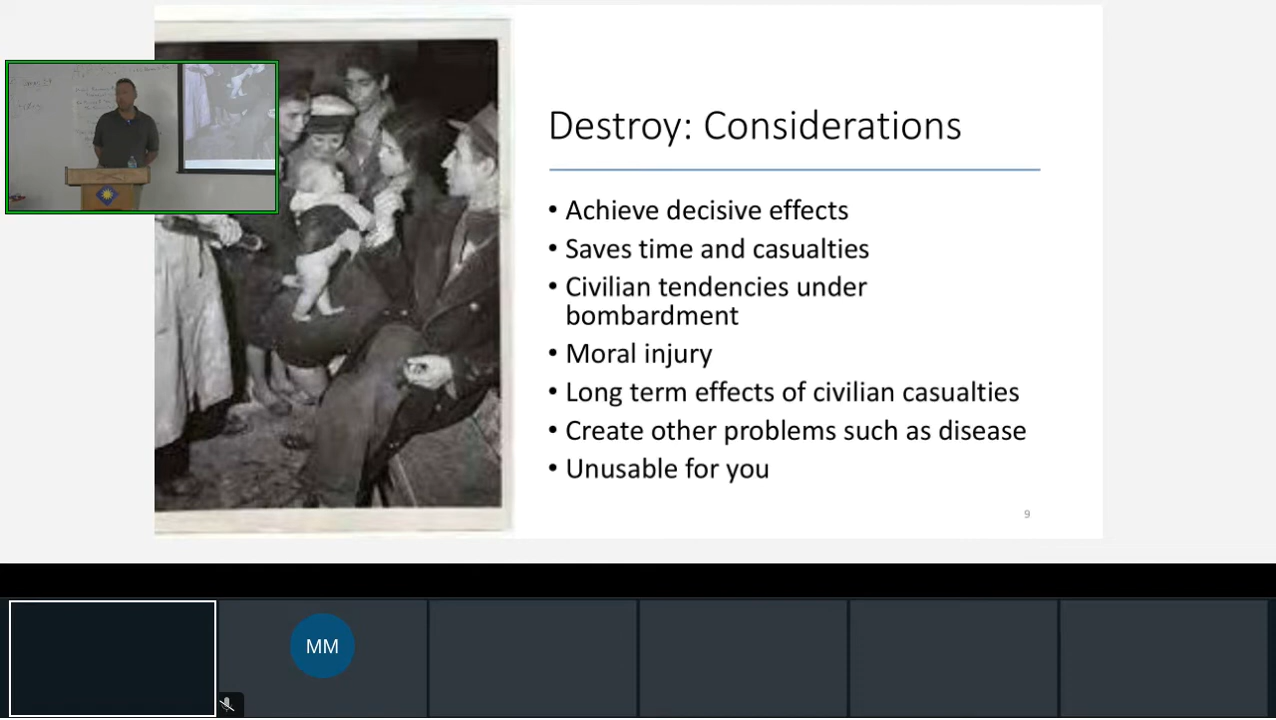 Destroy: Considerations
• Achieve decisive effects
• Saves time and casualties
• Civilian tendencies under
bombardment
• Moral injury
• Long term effects of civilian casualties
• Create other problems such as disease
• Unusable for you
9
MM